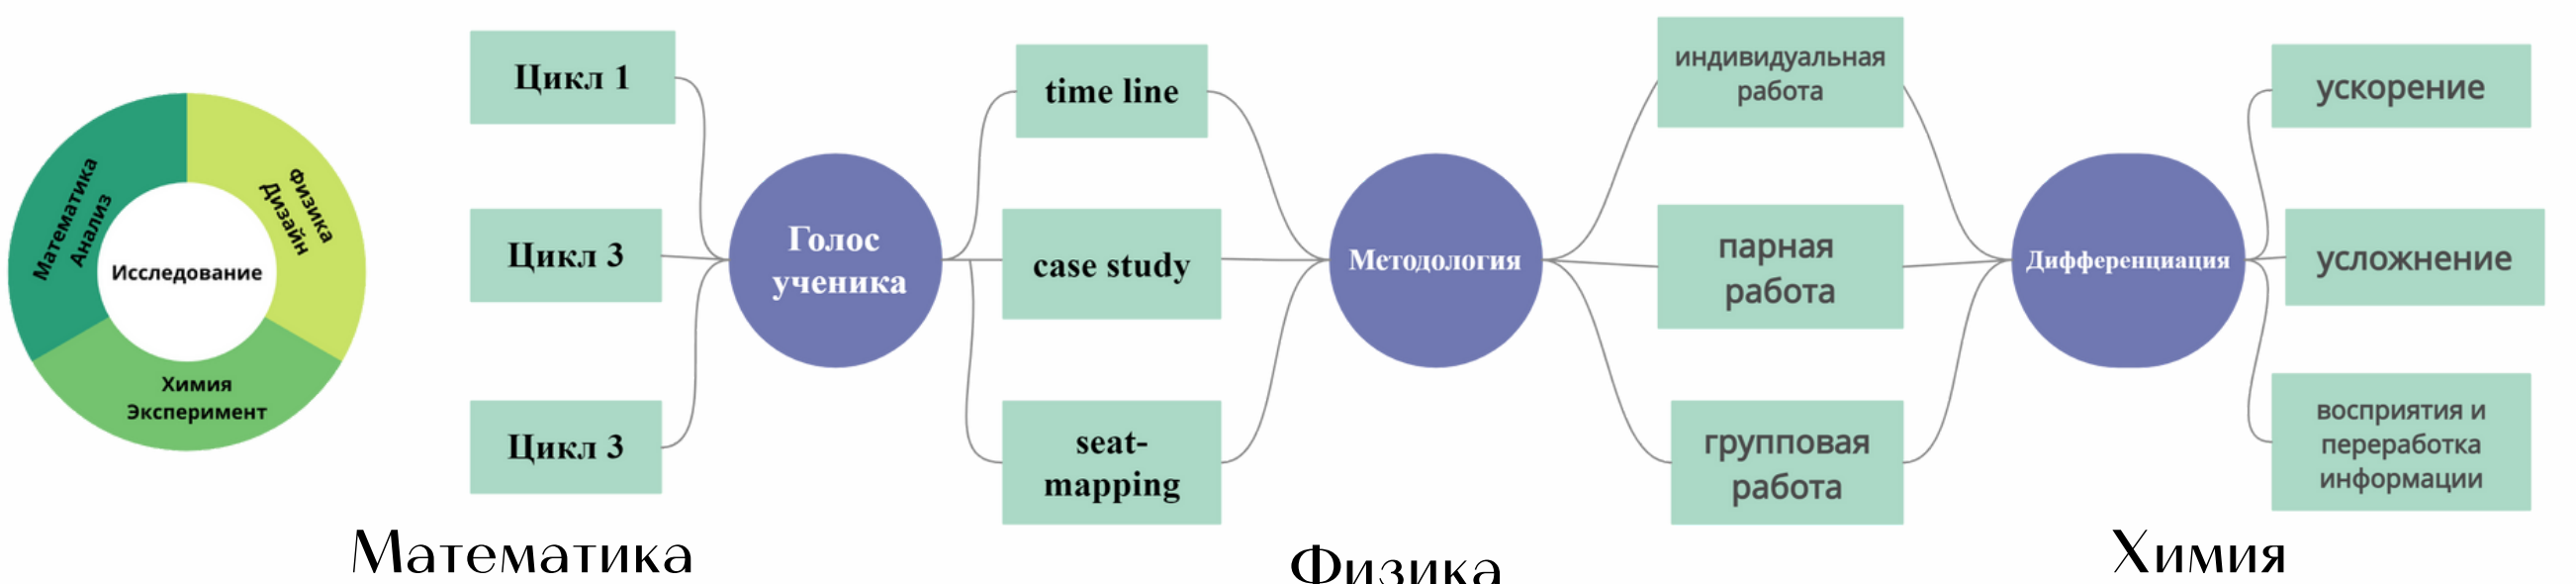 Математика
Анализ
Физика
Дизайн
Исследование
Химия
Эксперимент
Цикл 1
Цикл 3
Цикл 3
Голос
ученика
time line
case study
seat-
mapping
Методология
индивидуальная
работа
парная
работа
групповая
работа
Дифференциация
ускорение
усложнение
восприятия и
переработка
информации
Математика
Физика
Химия